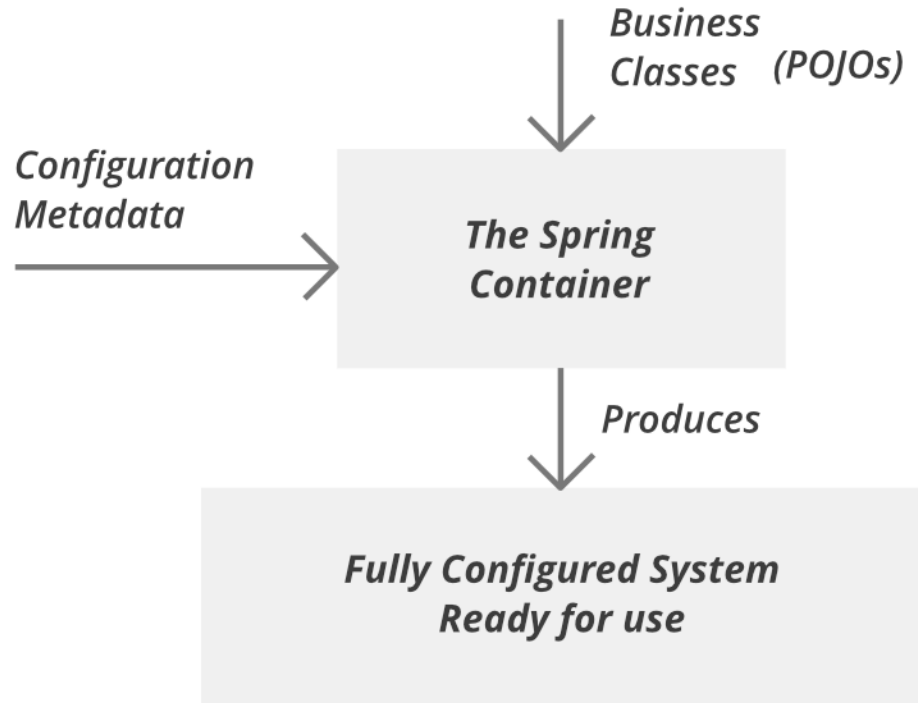 Business
Classes (POJOs)
Configuration
Metadata
The Spring
Container
Produces
Fully Configured System
Ready for use